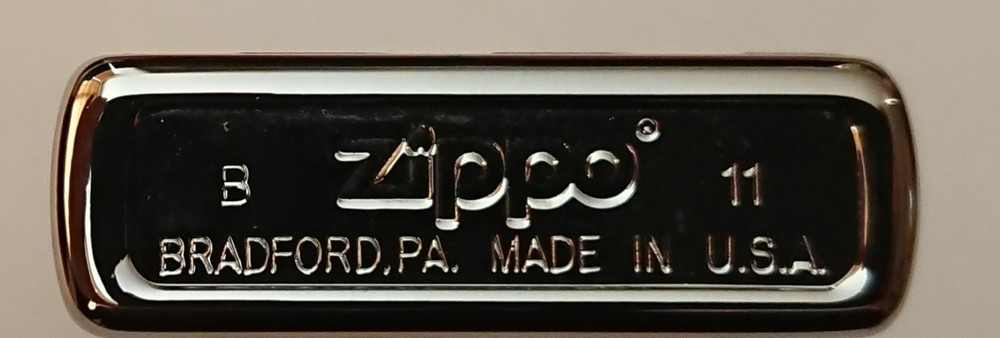 B Zippo® 11
BRADFORD,PA. MADE IN U.S.A.